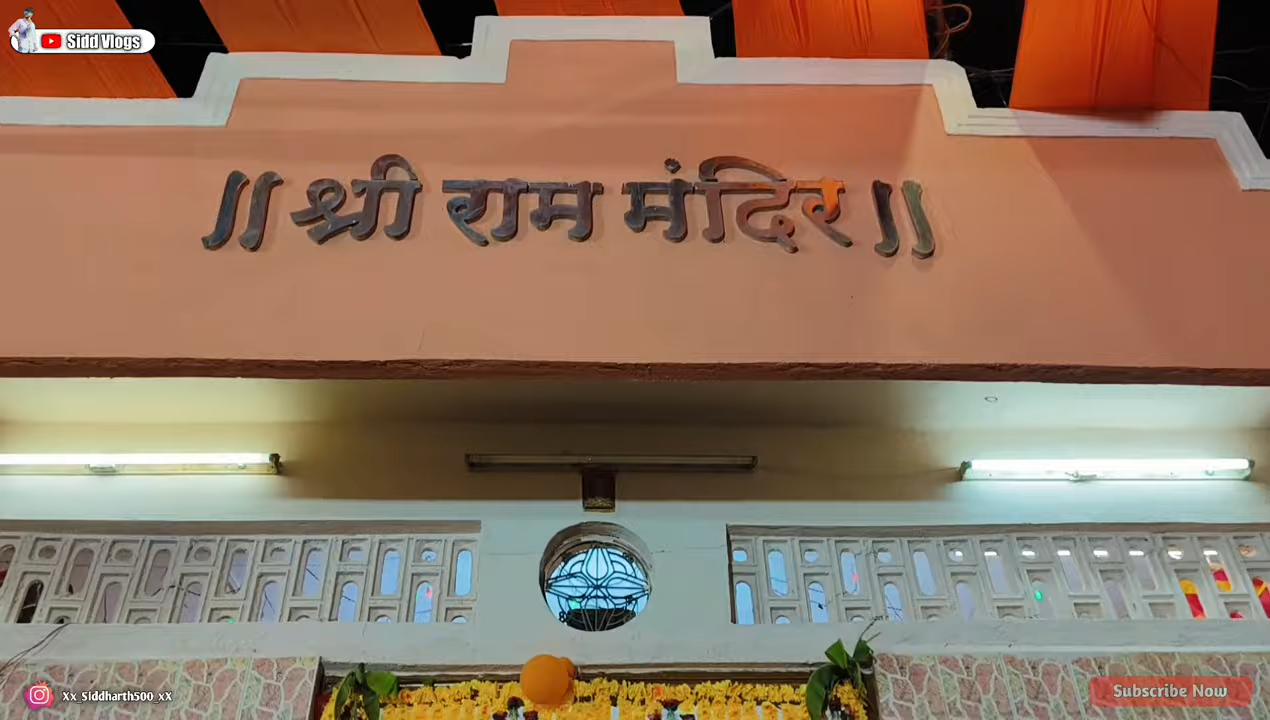 Sidd Vlogs
॥ श्री राम मंदिर ॥
Xx_Siddharth500_xX
Subscribe Now